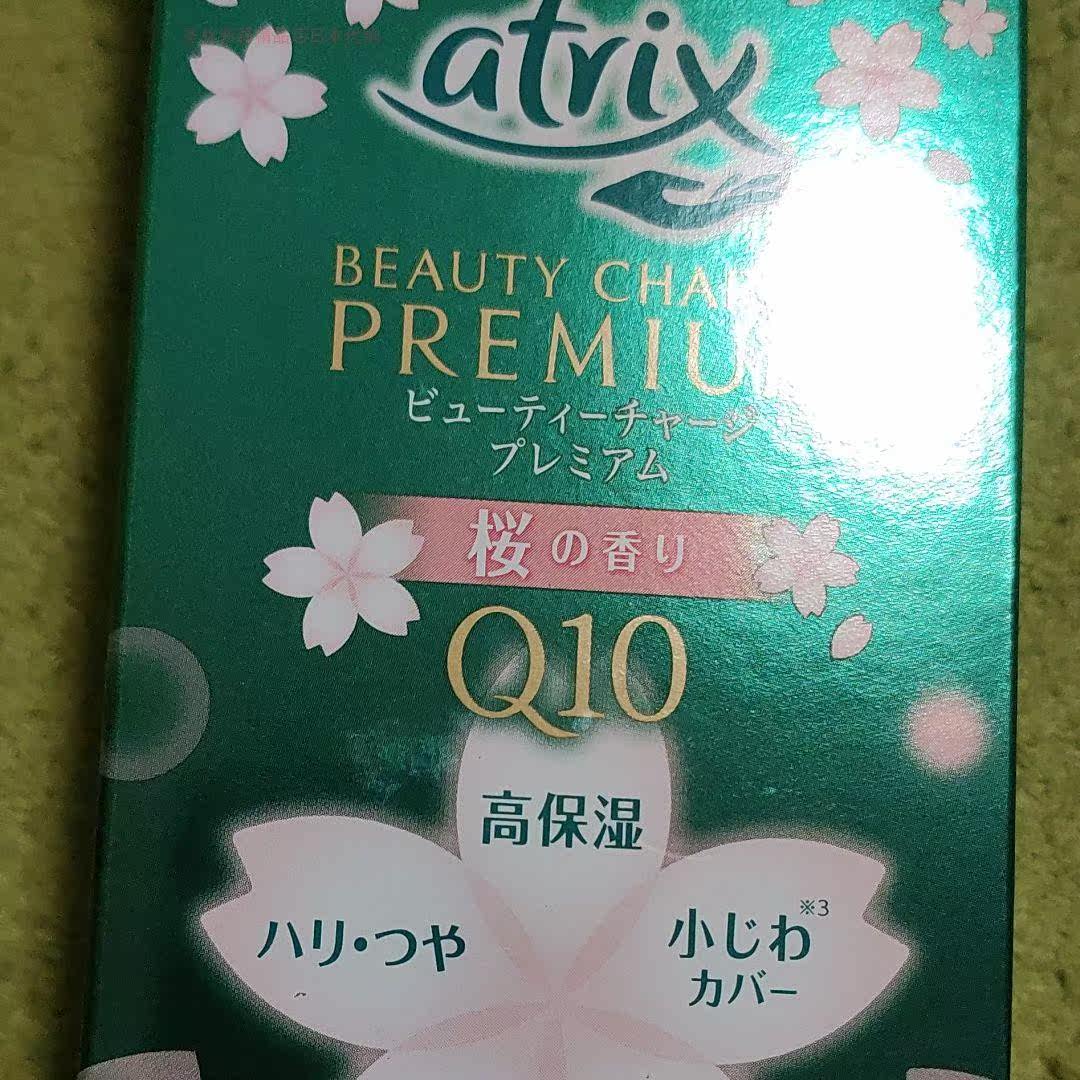 atrix
BEAUTY CHA
PREMIU
ビューティーチャージ
プレミアム
桜の香り
Q10
高保湿
ハリ・つや
小じわ※3
カバー